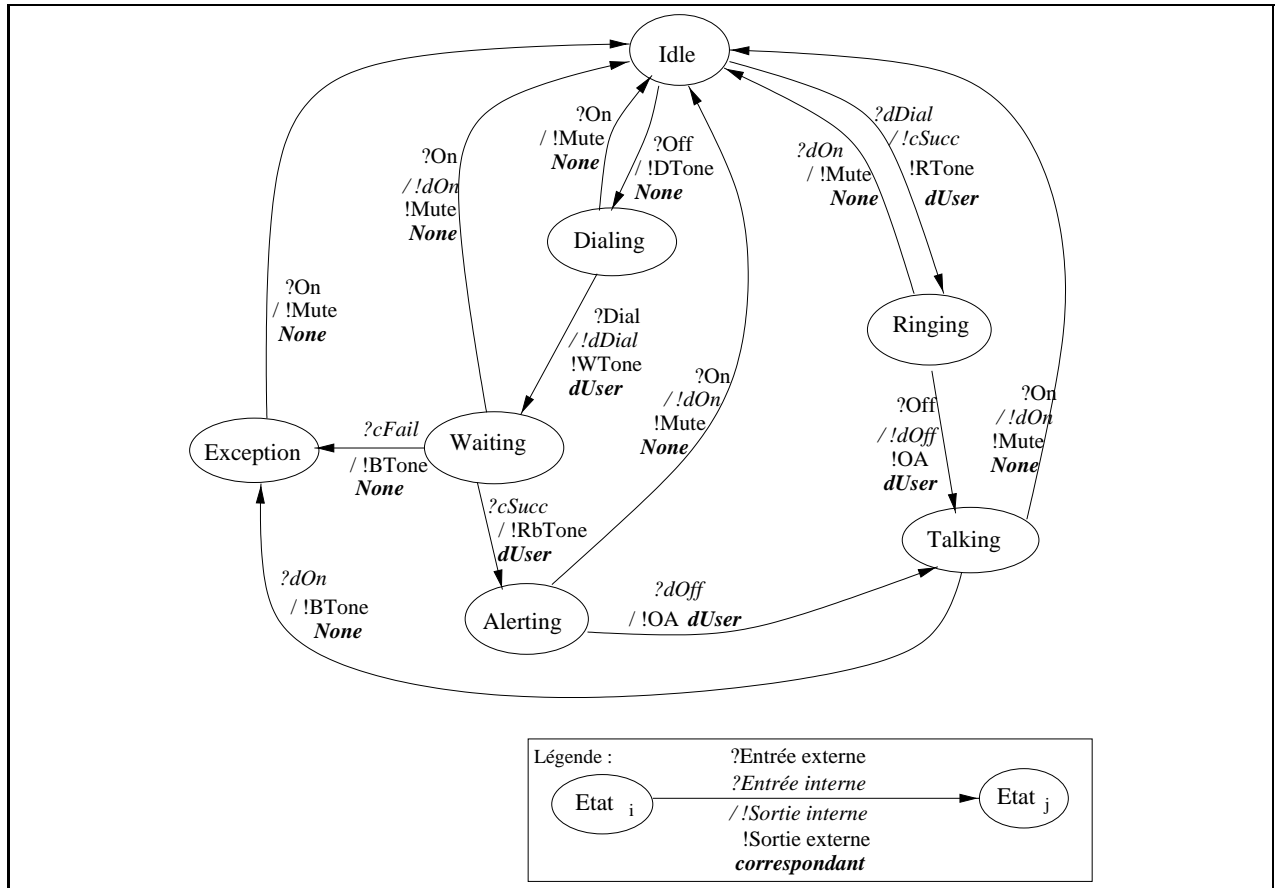 Idle
?On
/ !Mute
None
?Off
/ !DTone
None
?dDial
/ !cSucc
!RTone
dUser
?On
/ !dOn
!Mute
None
?dOn
/ !Mute
None
Dialing
?On
/ !Mute
None
?Dial
/ !dDial
!WTone
dUser
Ringing
?On
/ !dOn
!Mute
None
?Off
/ !dOff
!OA
dUser
?On
/ !dOn
!Mute
None
Exception
?cFail
/ !BTone
None
Waiting
?cSucc
/ !RbTone
dUser
Talking
?dOn
/ !BTone
None
Alerting
?dOff
/ !OA dUser
Légende :
?Entrée externe
?Entrée interne
Etat i
Etat j
/ !Sortie interne
!Sortie externe
correspondant